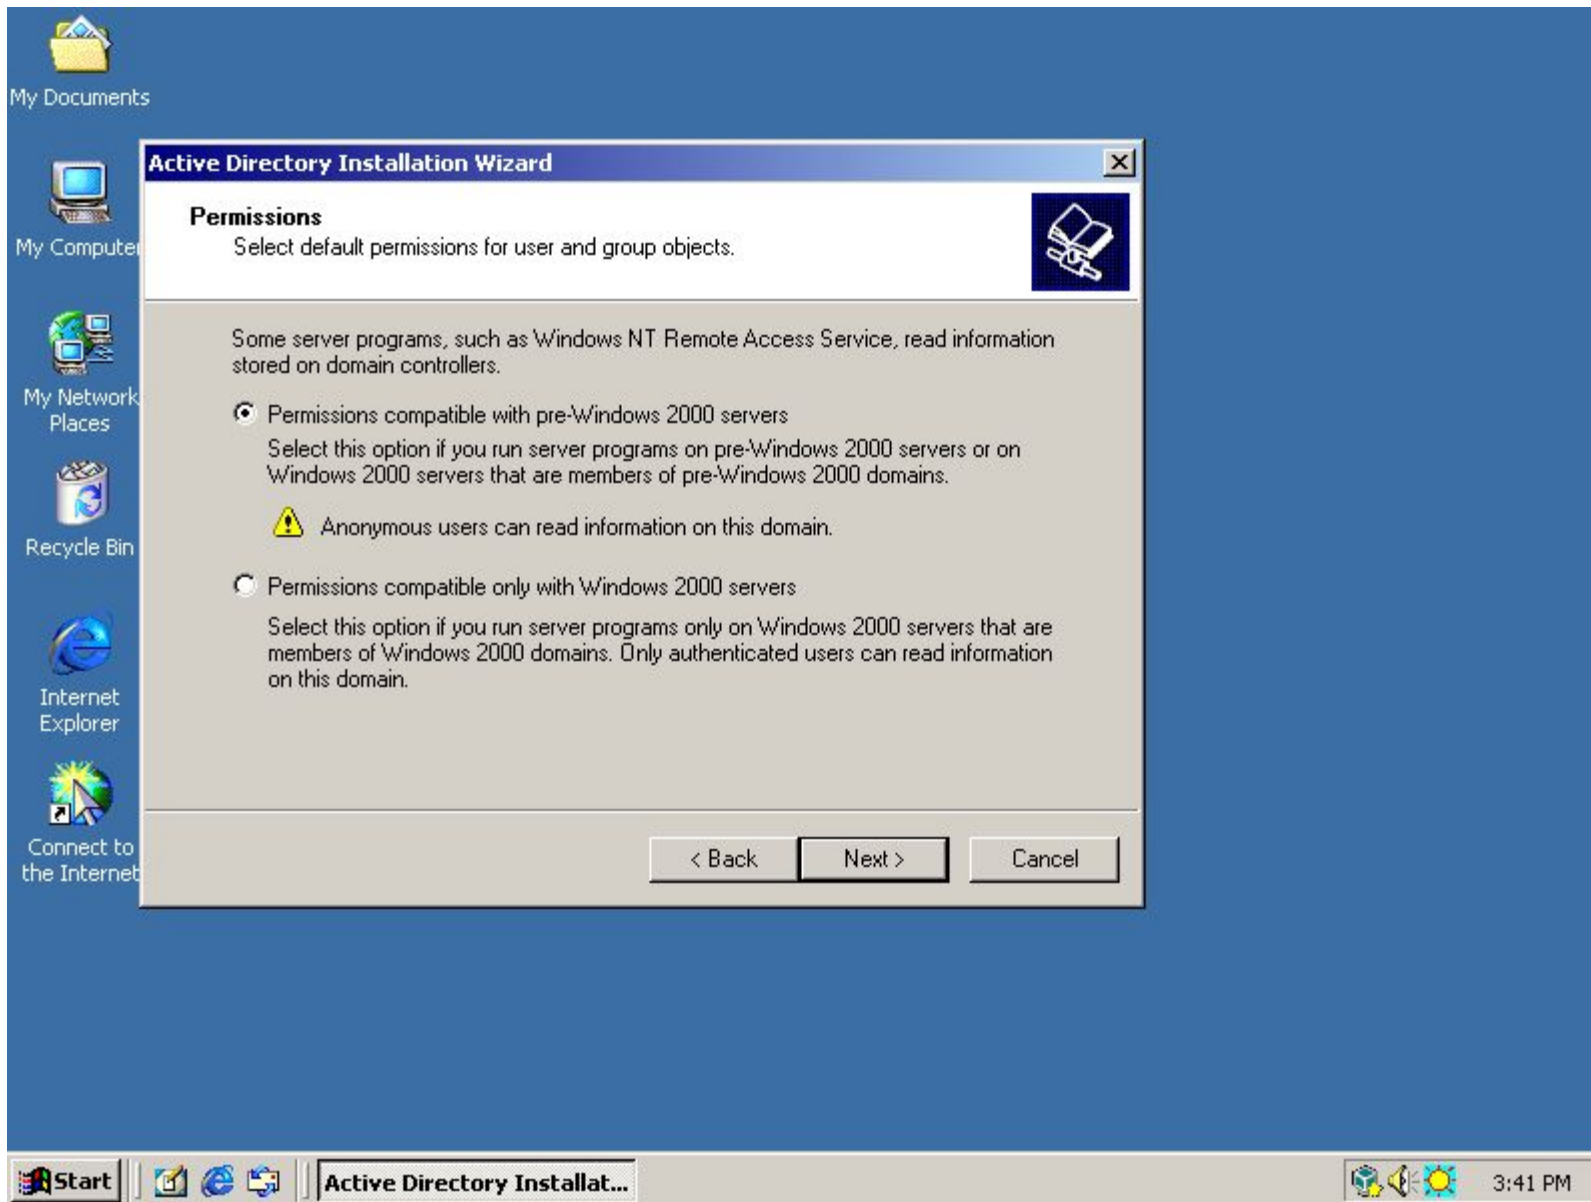 My Documents
My Computer
My Network
Places
Recycle Bin
Internet
Explorer
Connect to
the Internet
Active Directory Installation Wizard
Permissions
Select default permissions for user and group objects.
Some server programs, such as Windows NT Remote Access Service, read information
stored on domain controllers.
Permissions compatible with pre-Windows 2000 servers
Select this option if you run server programs on pre-Windows 2000 servers or on
Windows 2000 servers that are members of pre-Windows 2000 domains.
Anonymous users can read information on this domain.
Permissions compatible only with Windows 2000 servers
Select this option if you run server programs only on Windows 2000 servers that are
members of Windows 2000 domains. Only authenticated users can read information
on this domain.
< Back Next > Cancel
Start Active Directory Installat... 3:41 PM